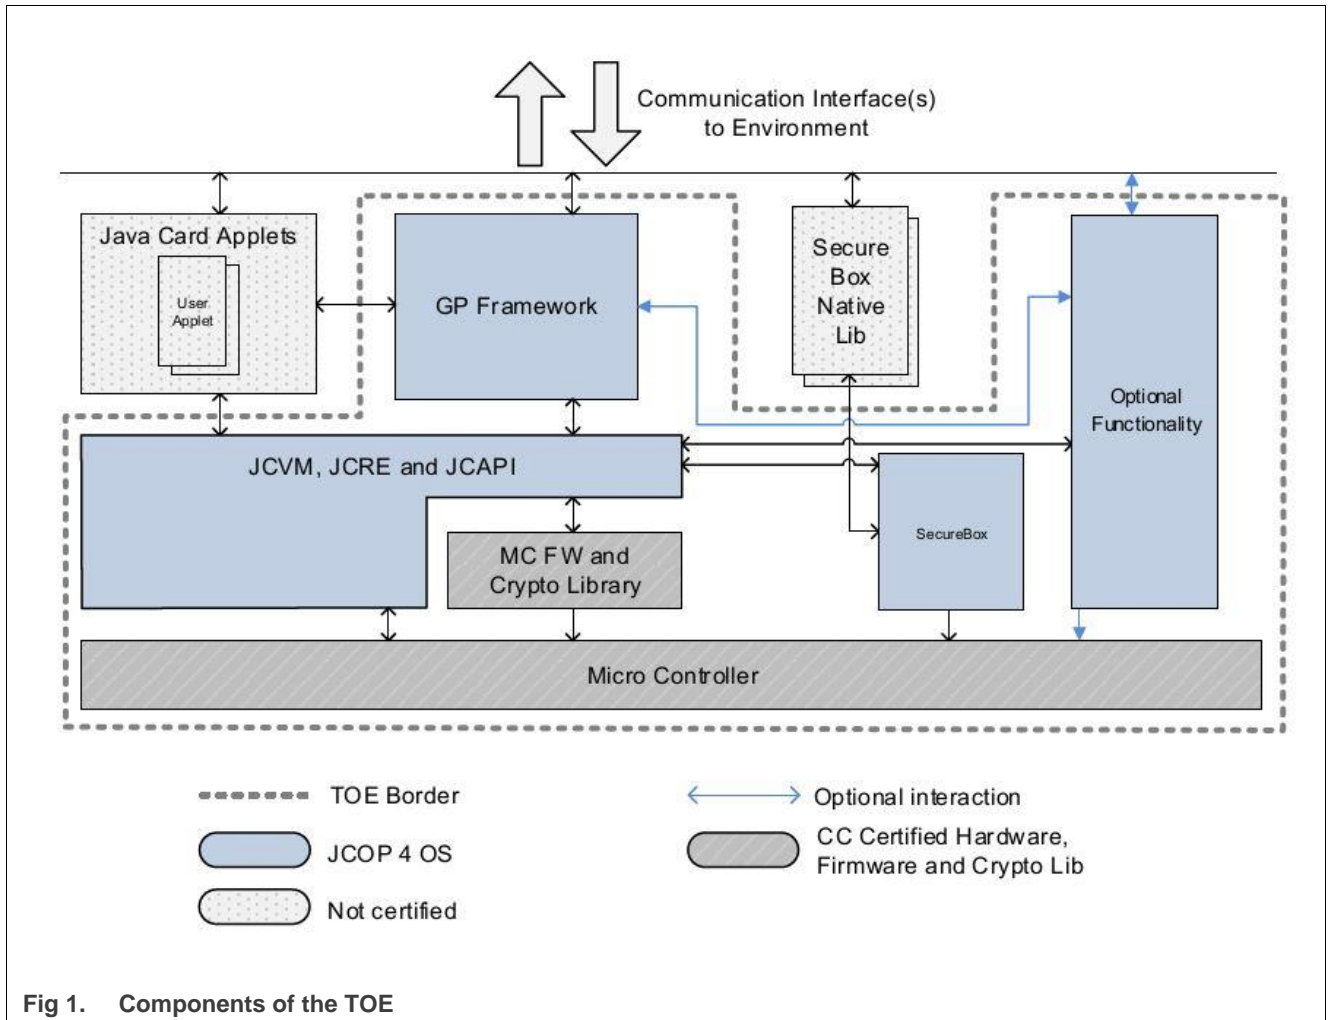 Communication Interface(s)
to Environment
Java Card Applets
User
Applet
GP Framework
Secure
Box
Native
Lib
Optional
Functionality
JCVM, JCRE and JCAPI
SecureBox
MC FW and
Crypto Library
Micro Controller
TOE Border
Optional interaction
JCOP 4 OS
CC Certified Hardware,
Firmware and Crypto Lib
Not certified
Fig 1. Components of the TOE